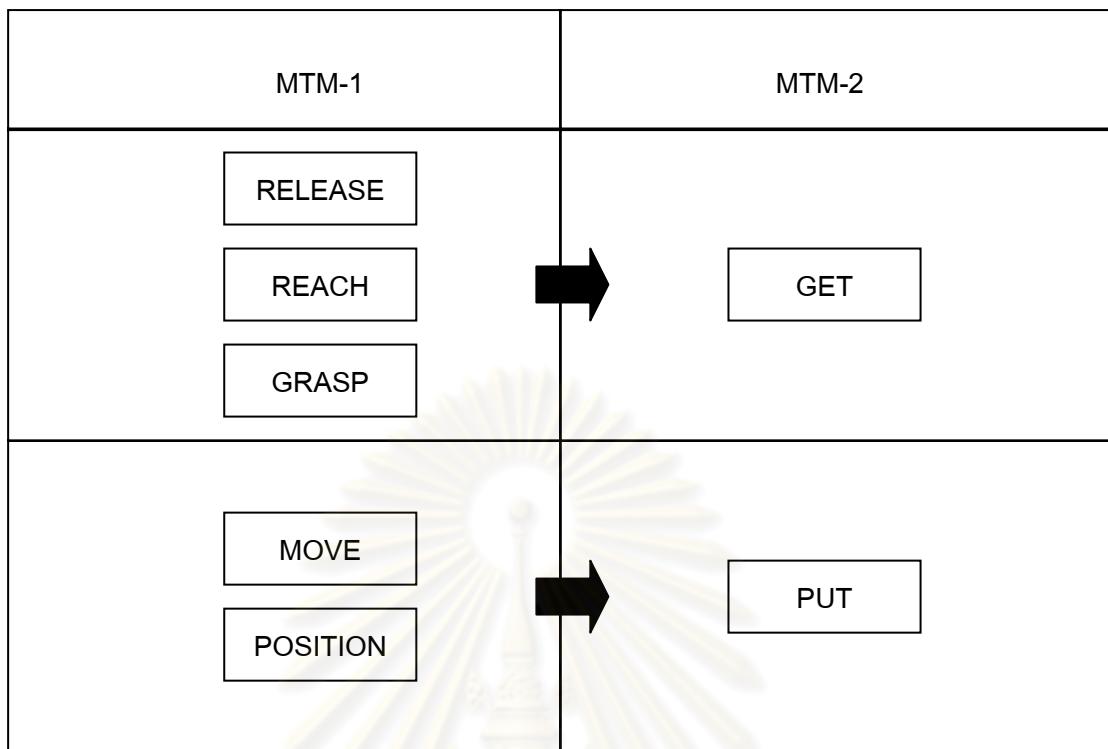 MTM-1
MTM-2
RELEASE
REACH
GRASP
GET
MOVE
POSITION
PUT